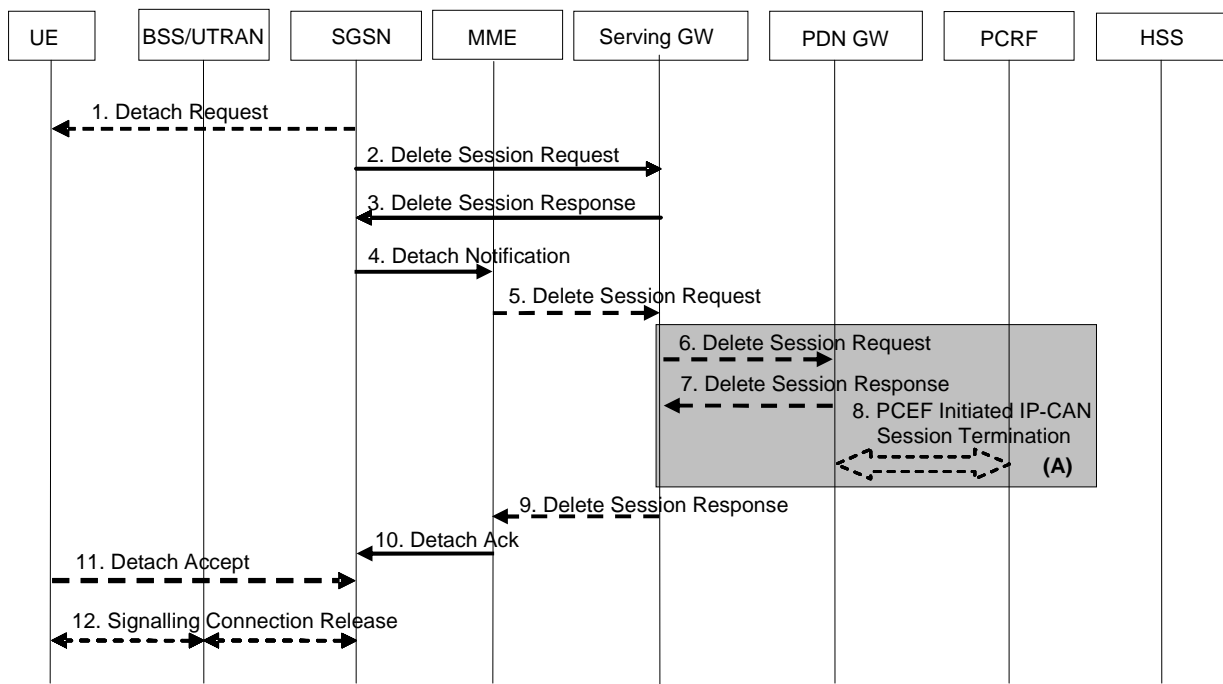 UE
BSS/UTRAN
SGSN
MME
Serving GW
PDN GW
PCRF
HSS
1. Detach Request
2. Delete Session Request
3. Delete Session Response
4. Detach Notification
5. Delete Session Request
6. Delete Session Request
7. Delete Session Response
8. PCEF Initiated IP-CAN
Session Termination
(A)
9. Delete Session Response
10. Detach Ack
11. Detach Accept
12. Signalling Connection Release